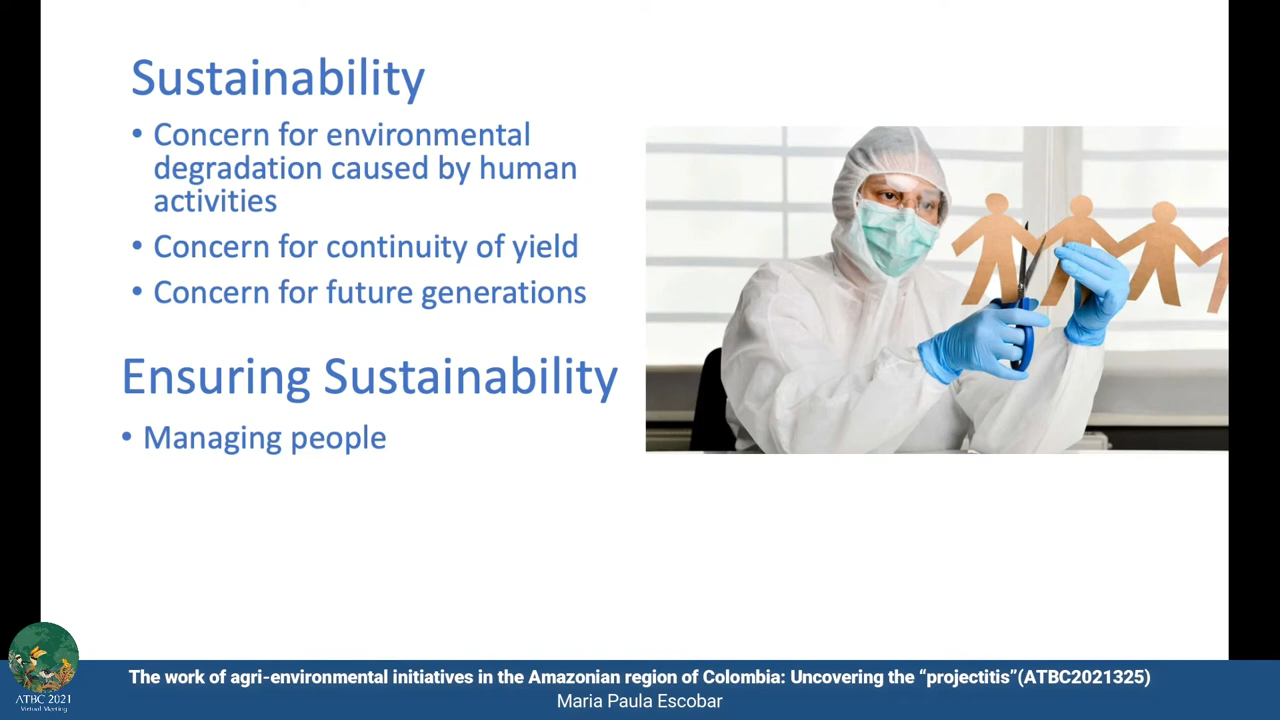 Sustainability
• Concern for environmental
degradation caused by human
activities
• Concern for continuity of yield
• Concern for future generations
Ensuring Sustainability
• Managing people
ATBC 2021
Virtual Meeting
The work of agri-environmental initiatives in the Amazonian region of Colombia: Uncovering the “projectitis”(ATBC2021325)
Maria Paula Escobar